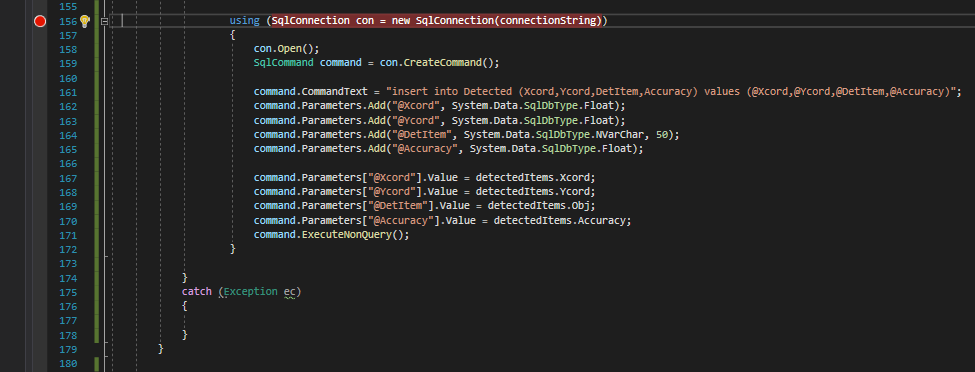 155
156 using (SqlConnection con = new SqlConnection(connectionString))
157 {
158 con.Open();
159 SqlCommand command = con.CreateCommand();
160
161 command.CommandText = "insert into Detected (Xcord,Ycord,DetItem,Accuracy) values (@Xcord,@Ycord,@DetItem,@Accuracy)";
162 command.Parameters.Add("@Xcord", System.Data.SqlDbType.Float);
163 command.Parameters.Add("@Ycord", System.Data.SqlDbType.Float);
164 command.Parameters.Add("@DetItem", System.Data.SqlDbType.NVarChar, 50);
165 command.Parameters.Add("@Accuracy", System.Data.SqlDbType.Float);
166
167 command.Parameters["@Xcord"].Value = detectedItems.Xcord;
168 command.Parameters["@Ycord"].Value = detectedItems.Ycord;
169 command.Parameters["@DetItem"].Value = detectedItems.Obj;
170 command.Parameters["@Accuracy"].Value = detectedItems.Accuracy;
171 command.ExecuteNonQuery();
172 }
173
174 }
175 catch (Exception ec)
176 {
177
178 }
179 }
180